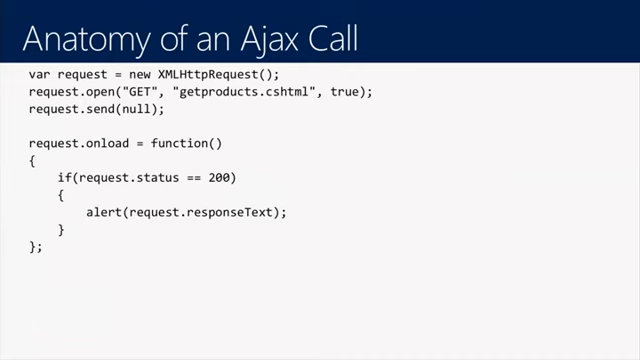 Anatomy of an Ajax Call
var request = new XMLHttpRequest();
request.open("GET", "getproducts.cshtml", true);
request.send(null);
request.onload = function()
{
    if(request.status == 200)
    {
        alert(request.responseText);
    }
};